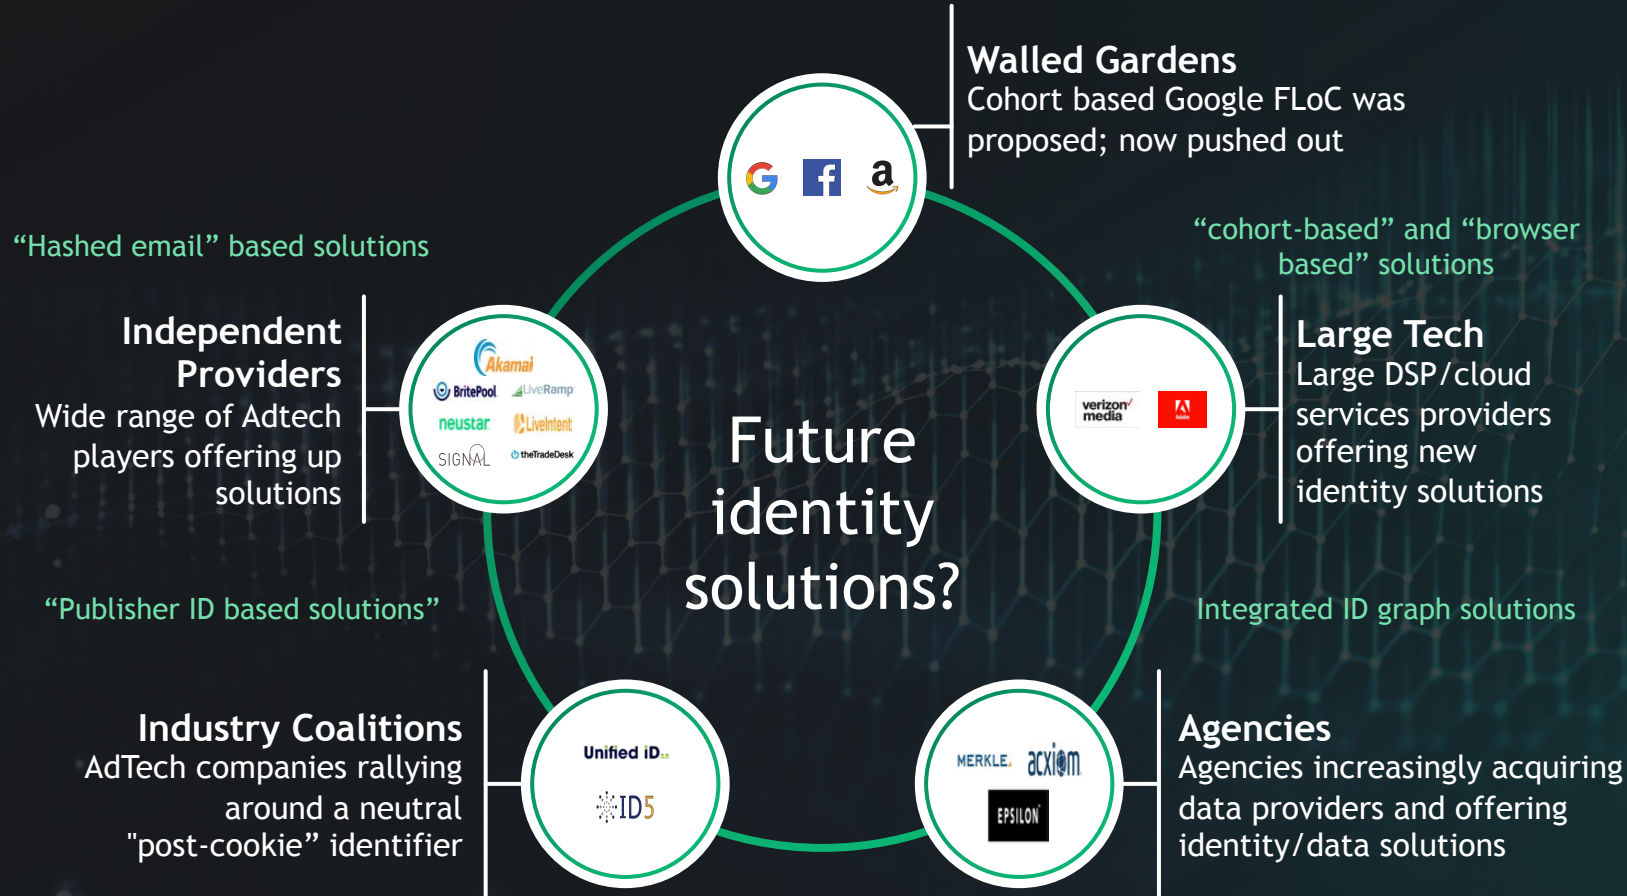 Walled Gardens
Cohort based Google FLoC was
proposed; now pushed out
“Hashed email” based solutions
“cohort-based” and “browser
based” solutions
Independent
Providers
Wide range of Adtech
players offering up
solutions
Akamai
BritePool
LiveRamp
neustar
LiveIntent
SIGNAL
theTradeDesk
Future
identity
solutions?
verizon✓
media
Adobe
Large Tech
Large DSP/cloud
services providers
offering new
identity solutions
“Publisher ID based solutions”
Integrated ID graph solutions
Industry Coalitions
AdTech companies rallying
around a neutral
"post-cookie” identifier
Unified iD 2.0
ID5
MERKLE.
acxiom
EPSILON
Agencies
Agencies increasingly acquiring
data providers and offering
identity/data solutions